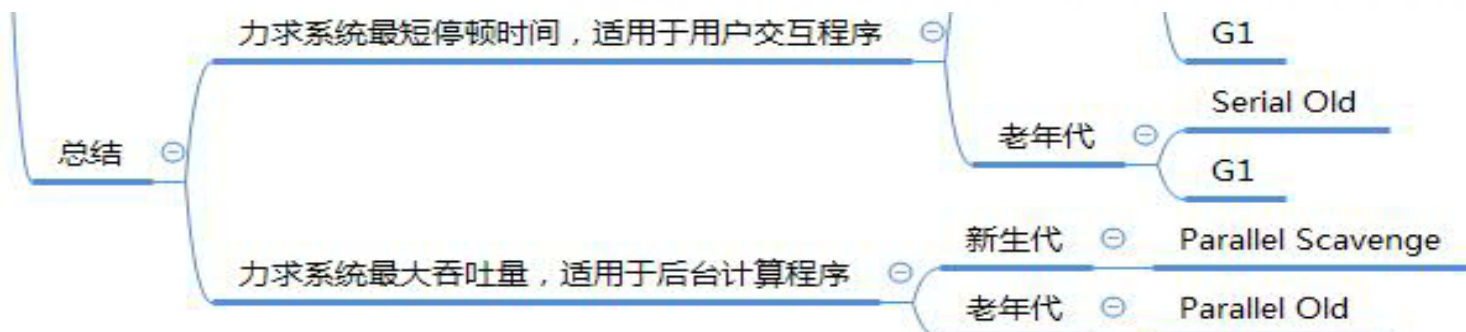 力求系统最短停顿时间，适用于用户交互程序
G1
Serial Old
老年代
G1
总结
新生代
Parallel Scavenge
力求系统最大吞吐量，适用于后台计算程序
老年代
Parallel Old